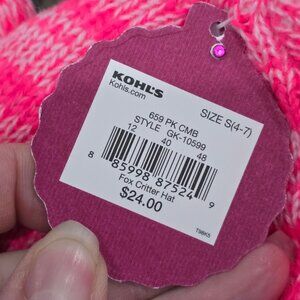 KOHL'S
Kohls.com
SIZE S(4-7)
659 PK CMB
STYLE GK-10599
12 40 48
8 85998 87524 9
Fox Critter Hat
$24.00
T98K5